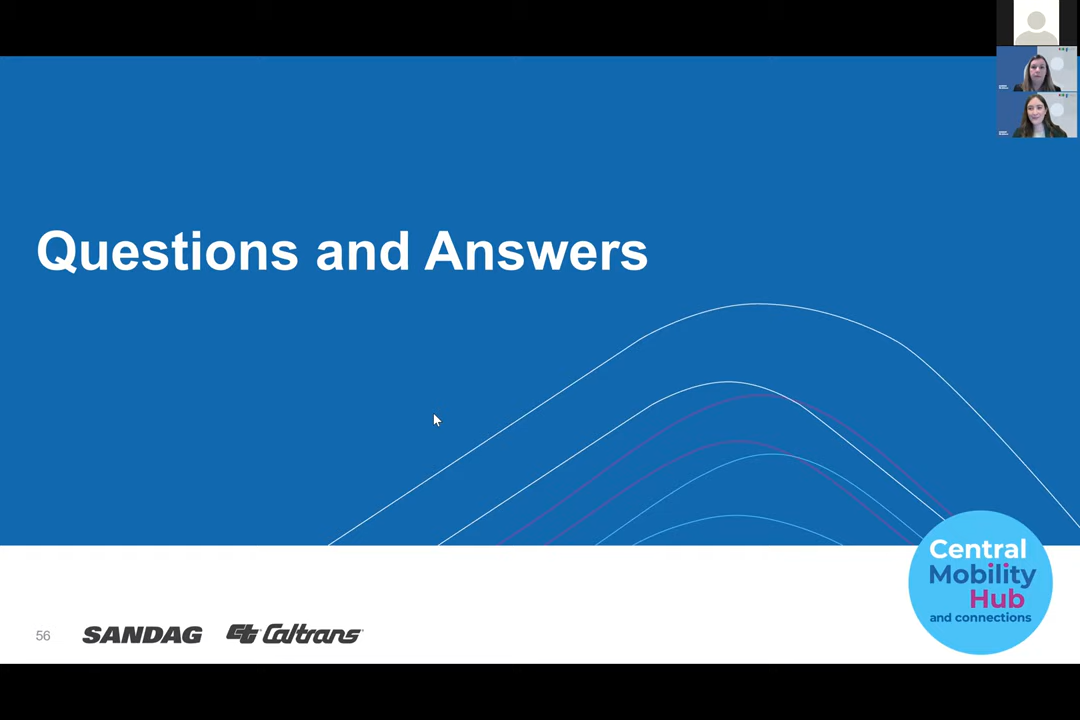 Questions and Answers
Central
Mobility
Hub
and connections
56
SANDAG
Caltrans